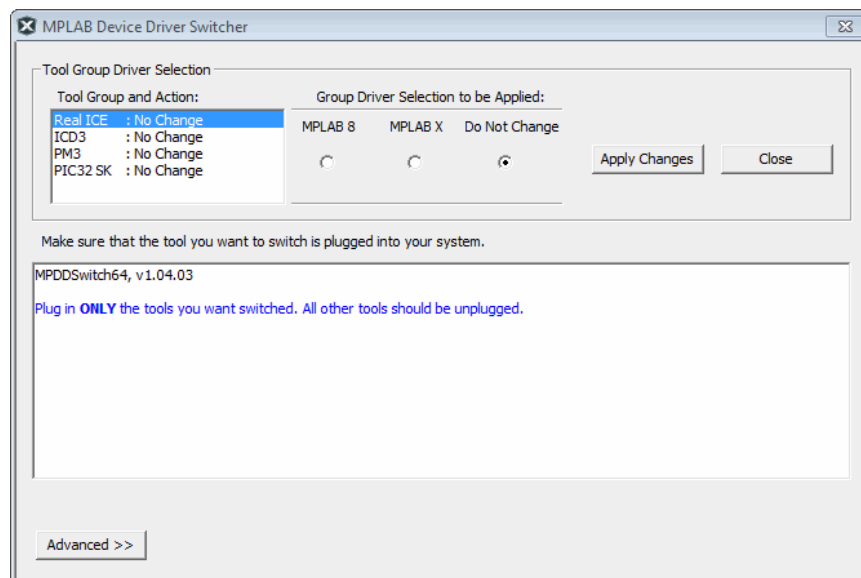 MPLAB Device Driver Switcher
Tool Group Driver Selection
Tool Group and Action:
Real ICE : No Change
ICD3 : No Change
PM3 : No Change
PIC32 SK : No Change
Group Driver Selection to be Applied:
MPLAB 8 MPLAB X Do Not Change
Apply Changes
Close
Make sure that the tool you want to switch is plugged into your system.
MPDDSwitch64, v1.04.03
Plug in ONLY the tools you want switched. All other tools should be unplugged.
Advanced >>